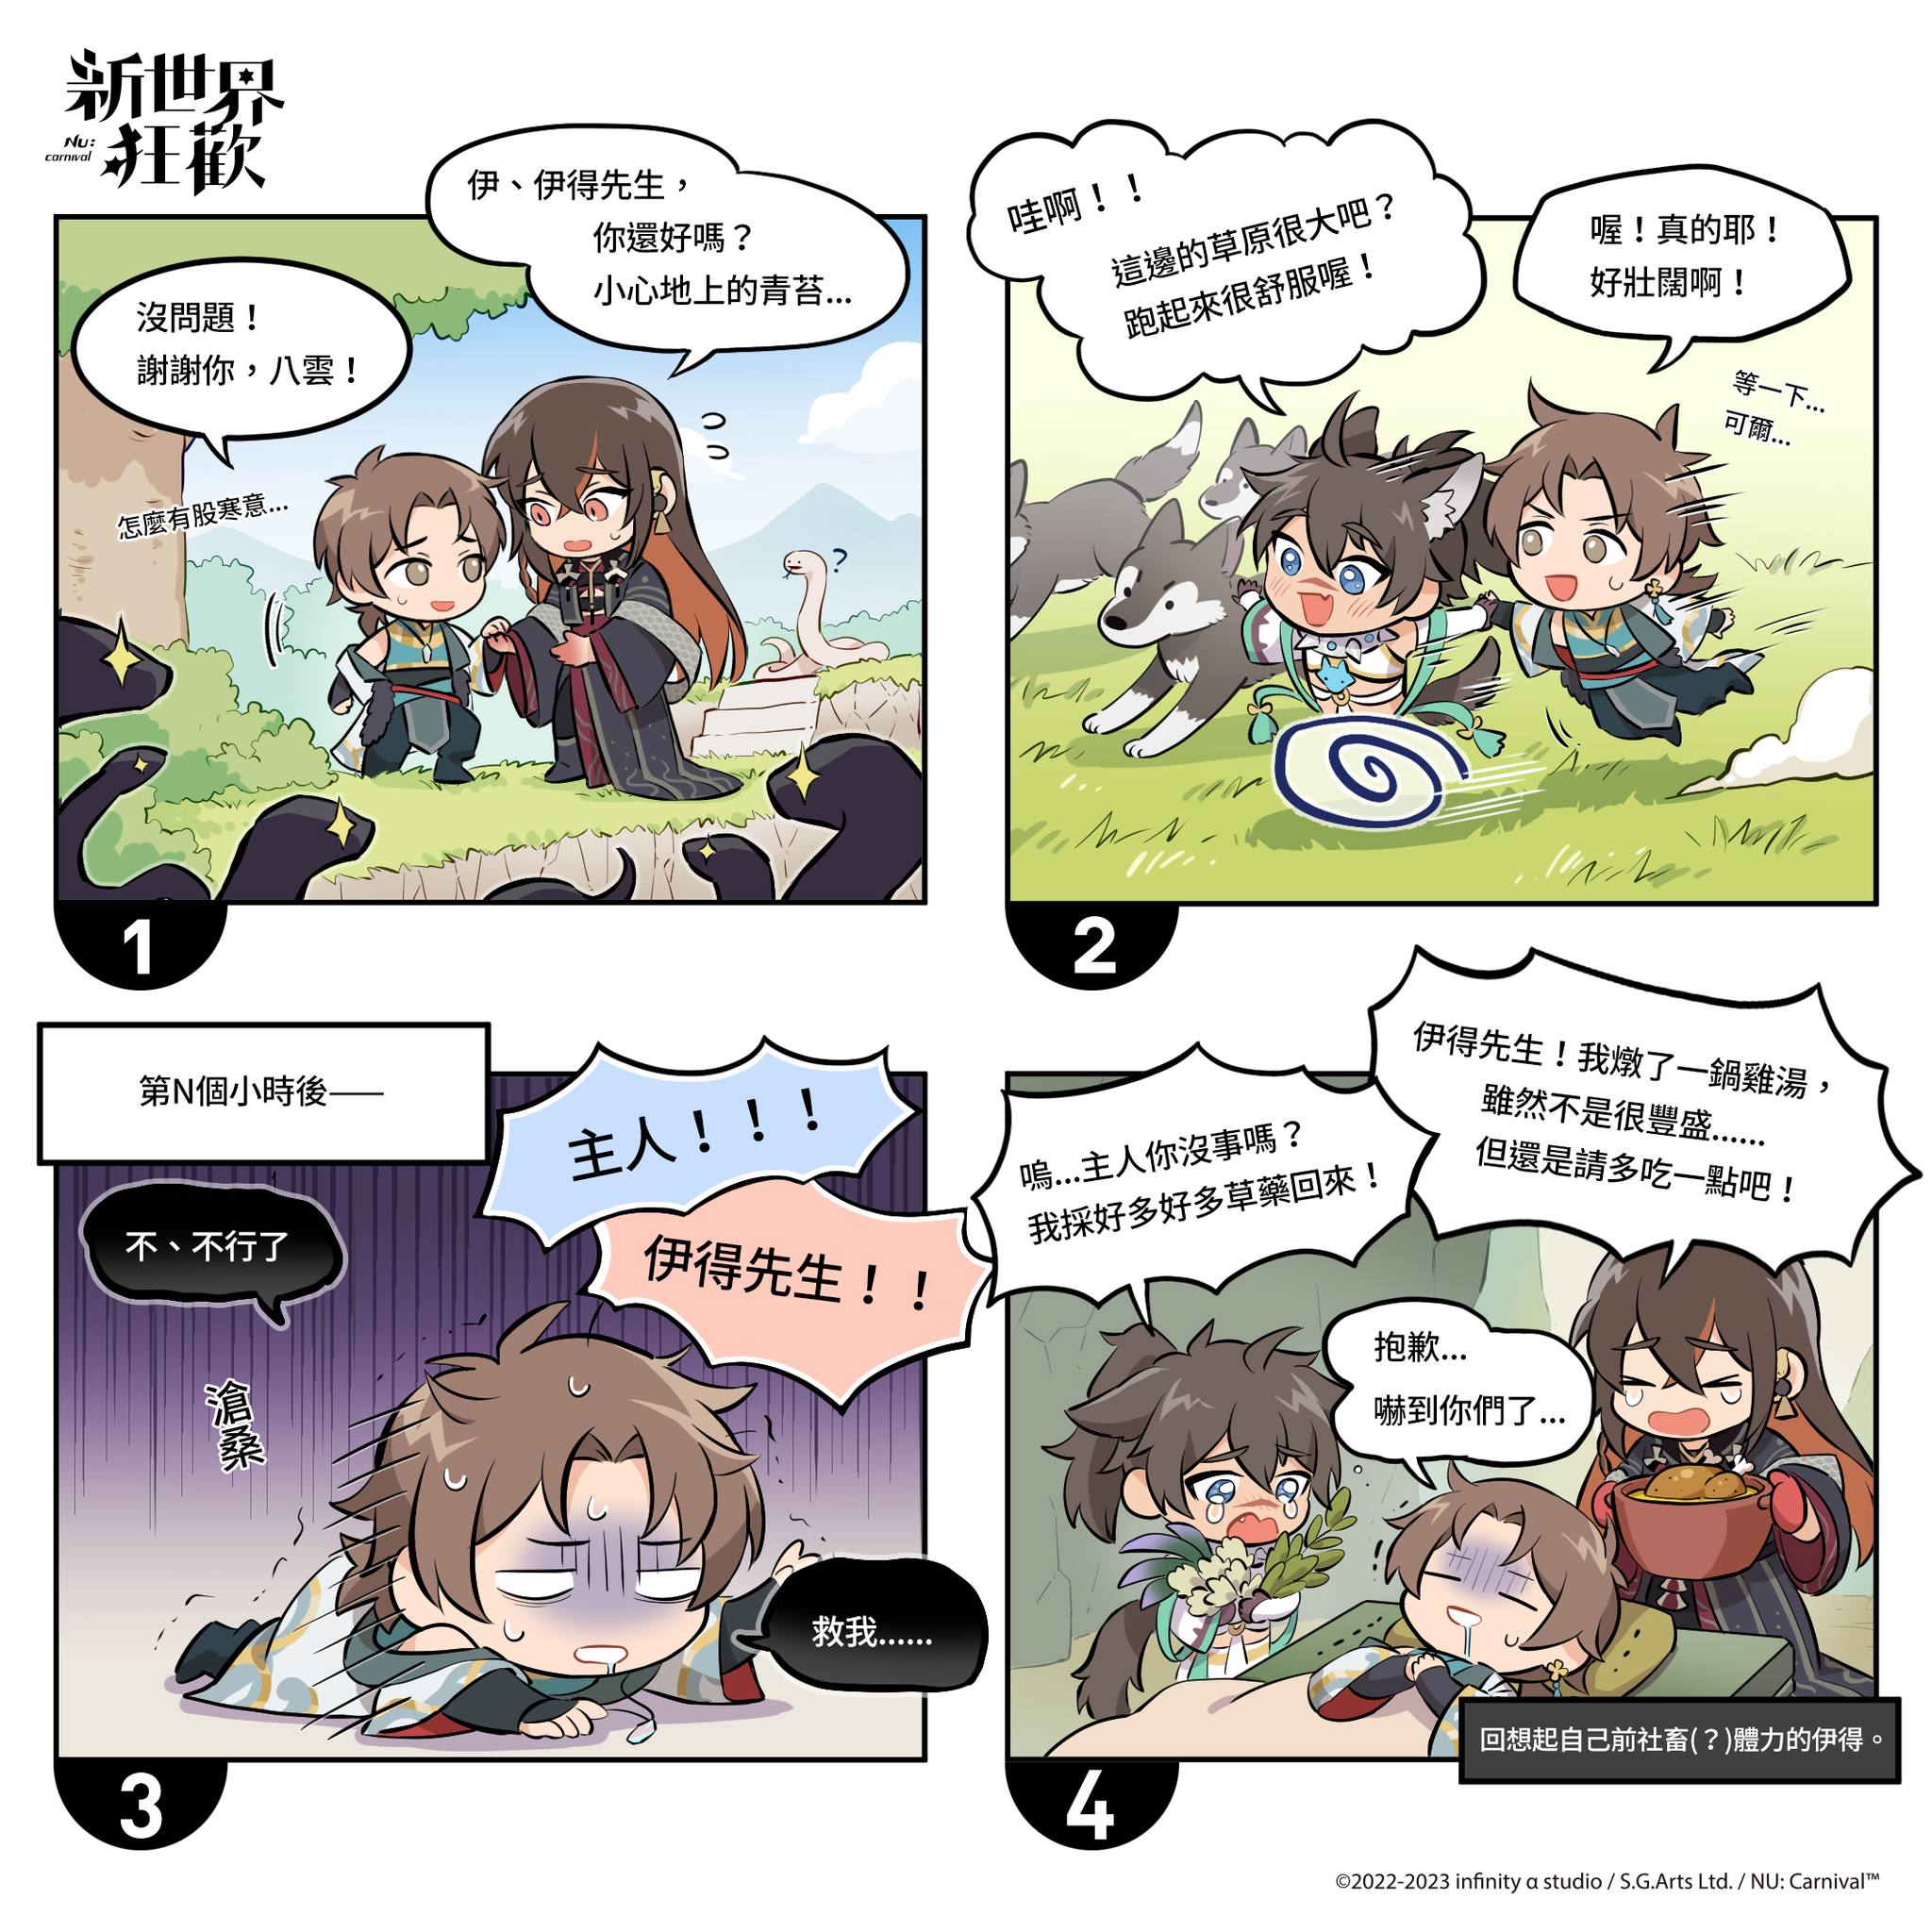 新世界
狂歡
NU:
carnival
伊、伊得先生，
你還好嗎？
小心地上的青苔...
沒問題！
謝謝你，八雲！
怎麼有股寒意...
?
1
哇啊！！
這邊的草原很大吧？
跑起來很舒服喔！
喔！真的耶！
好壯闊啊！
等一下...
可爾...
2
第N個小時後——
主人！！！
伊得先生！！
不、不行了
滄桑
救我......
3
伊得先生！我燉了一鍋雞湯，
雖然不是很豐盛......
但還是請多吃一點吧！
嗚...主人你沒事嗎？
我採好多好多草藥回來！
抱歉...
嚇到你們了...
回想起自己前社畜(？)體力的伊得。
4
©2022-2023 infinity α studio / S.G.Arts Ltd. / NU: Carnival™